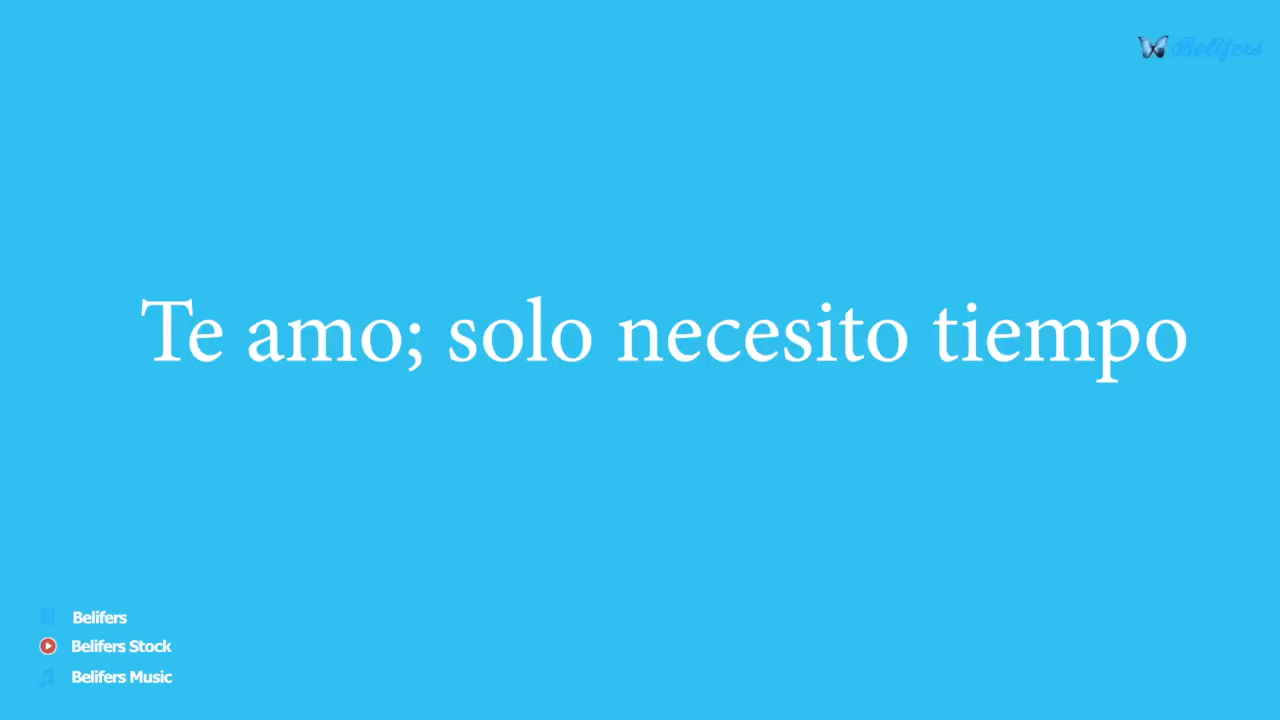 Belifers
Te amo; solo necesito tiempo
Belifers
Belifers Stock
Belifers Music